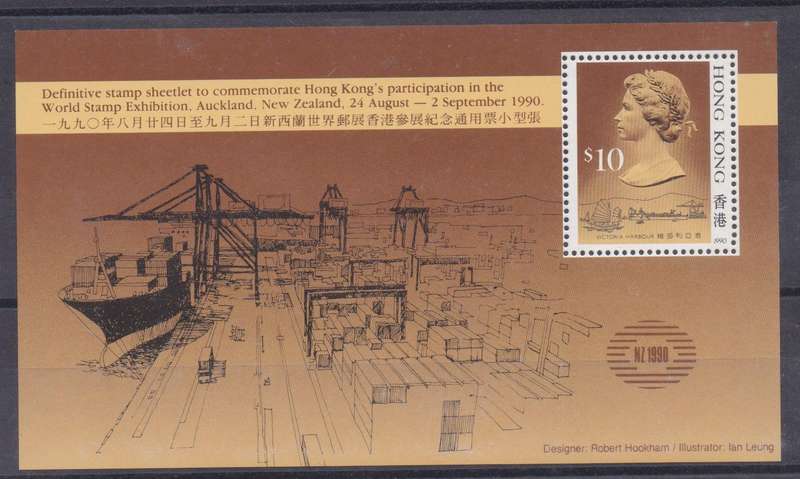 Definitive stamp sheetlet to commemorate Hong Kong's participation in the
World Stamp Exhibition, Auckland, New Zealand, 24 August — 2 September 1990.
一九九〇年八月廿四日至九月二日新西蘭世界郵展香港參展紀念通用票小型張
$10
HONG KONG 香港 1990
VICTORIA HARBOUR 維多利亞港
NZ 1990
Designer: Robert Hookham / Illustrator: Ian Leung